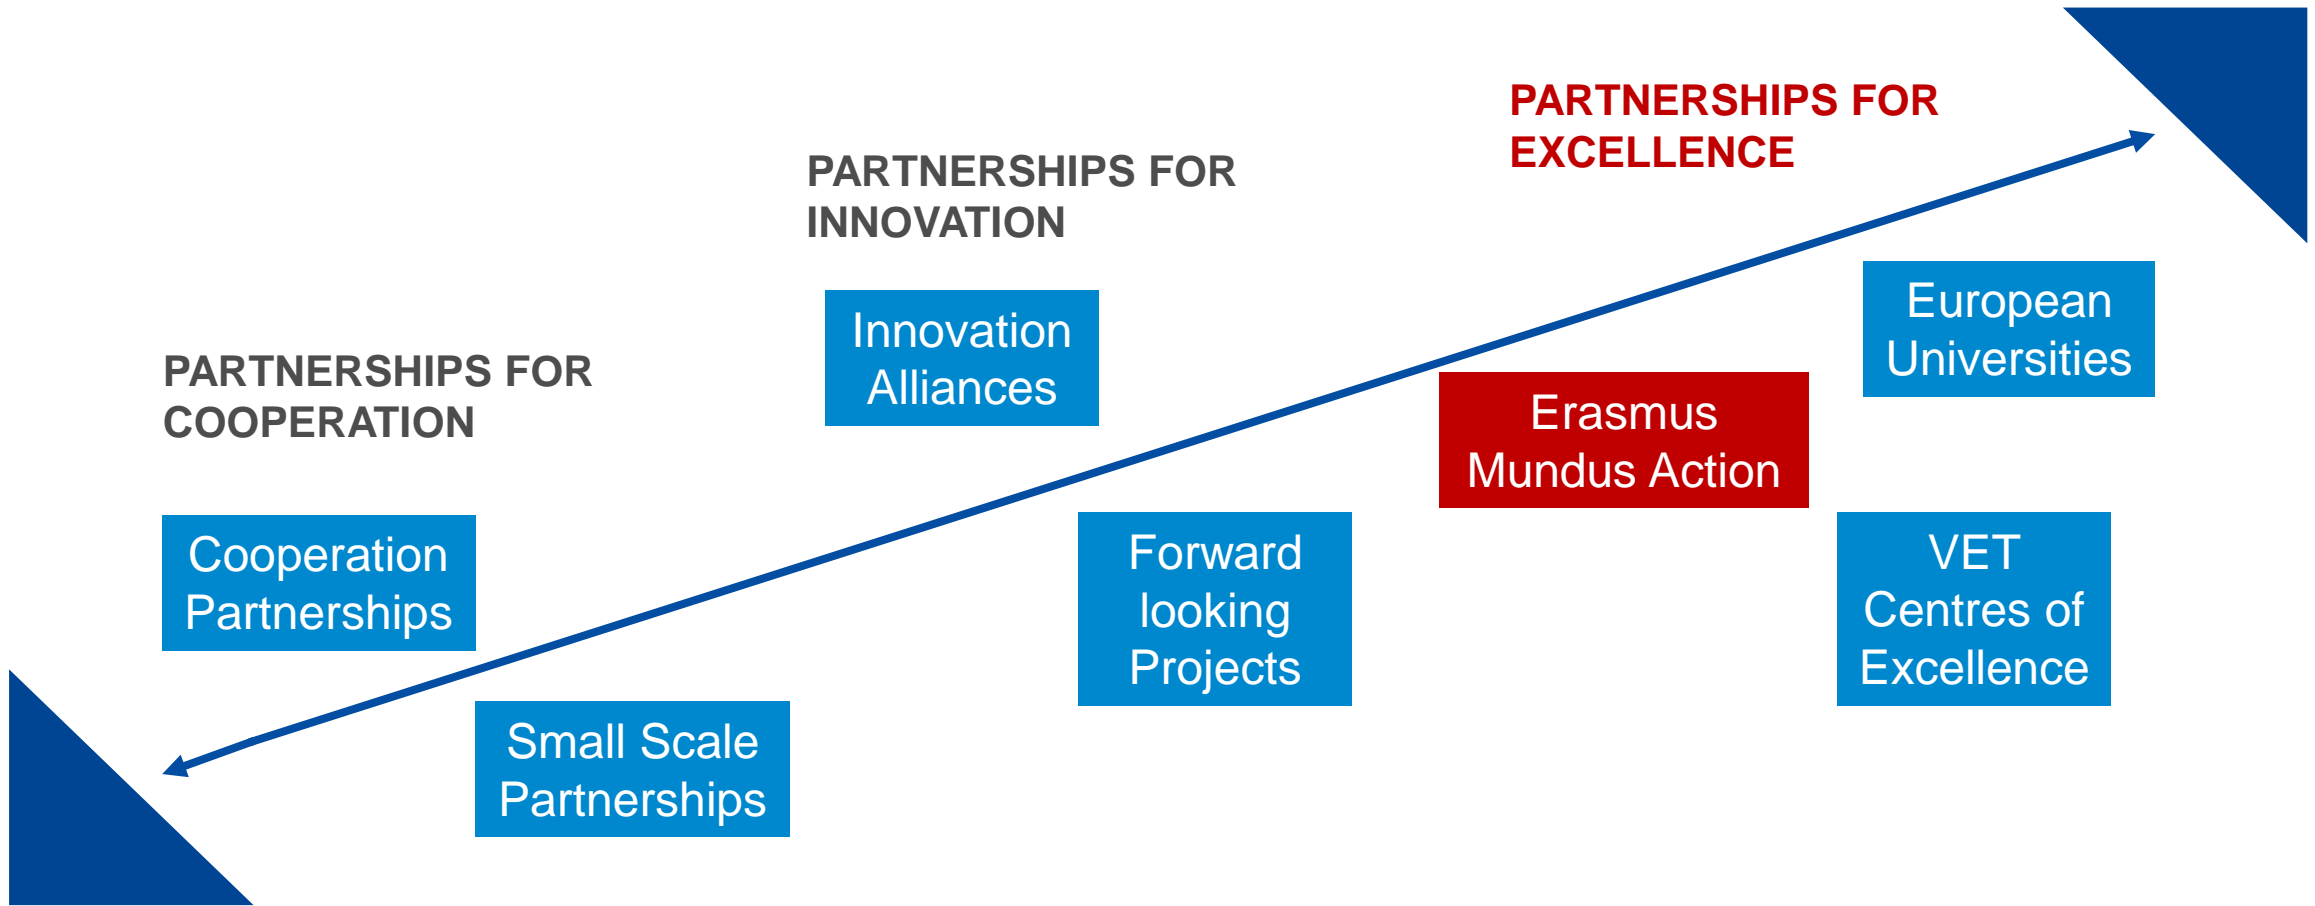 PARTNERSHIPS FOR
COOPERATION
Cooperation
Partnerships
Small Scale
Partnerships
PARTNERSHIPS FOR
INNOVATION
Innovation
Alliances
Forward
looking
Projects
PARTNERSHIPS FOR
EXCELLENCE
Erasmus
Mundus Action
European
Universities
VET
Centres of
Excellence